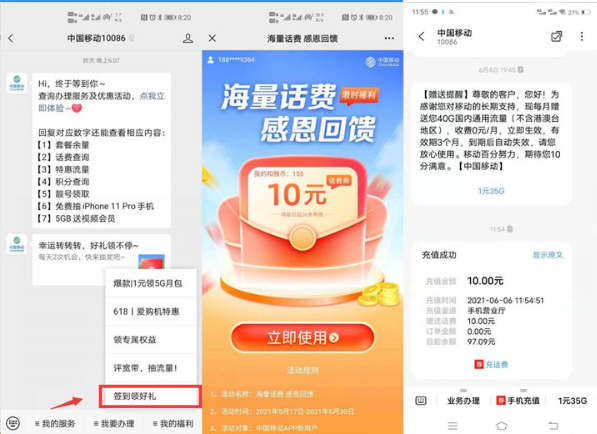 8:20
8:20
中国移动10086
昨天 晚上6:07
Hi，终于等到你~
查询办理服务及优惠活动，点我立
即体验~
回复对应数字还能查看相应内容：
【1】套餐余量
【2】话费查询
【3】特惠流量
【4】积分查询
【5】靓号领取
【6】免费抽iPhone 11 Pro手机
【7】5GB送视频会员
幸运转转转，好礼领不停~
每天2次机会，快来抽奖吧~
爆款|1元领5G月包
618｜爱购机特惠
领专属权益
评宽带，抽流量！
签到领好礼
我的服务
我要办理
我的福利
8:20
海量话费 感恩回馈
188****9364
中国移动
China Mobile
海量话费
限时福利
感恩回馈
我的和微币：155
话费券
10元
立即使用
活动规则
1、活动名称：海量话费 感恩回馈
2、活动时间：2021年5月17日-2021年6月30日
3、活动对象：中国移动APP新用户
11:55
27%
中国移动
10086
6月4日 19:45
【赠送提醒】尊敬的客户，您好！为
感谢您对移动的长期支持，现每月赠
送您40G国内通用流量（不含港澳台
地区），收费0元/月，立即生效，有
效期3个月，到期后自动失效，请您
放心使用。移动百分努力，期待您10
分满意。【中国移动】
1元35G
11:54
充值成功
显示原文
充值金额 10.00元
充值时间 2021-06-06 11:54:51
充值渠道 手机营业厅
赠送话费 10.00元
订单金额 0.00元
目前余额 97.09元
荐 充话费
业务办理
荐 手机充值
1元35G